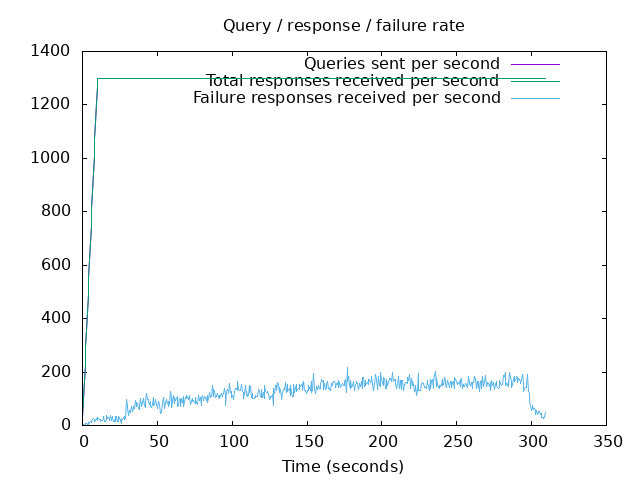 Query / response / failure rate
1400
1200
1000
800
600
400
200
0
Queries sent per second
Total responses received per second
Failure responses received per second
0 50 100 150 200 250 300 350
Time (seconds)